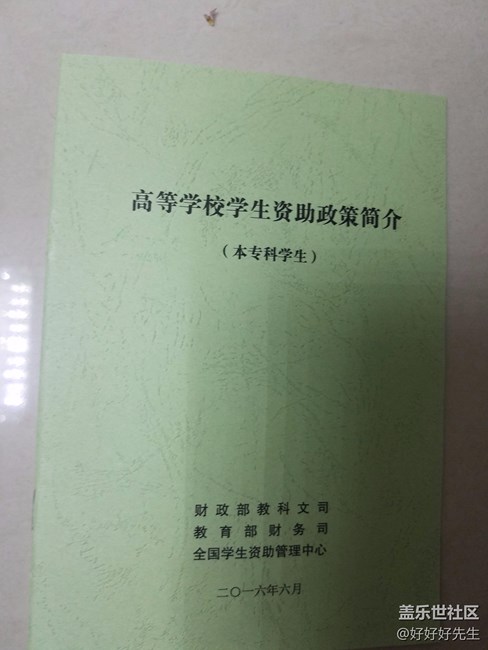 高等学校学生资助政策简介
（本专科学生）
财政部教科文司
教育部财务司
全国学生资助管理中心
二〇一六年六月
盖乐世社区
@好好好先生